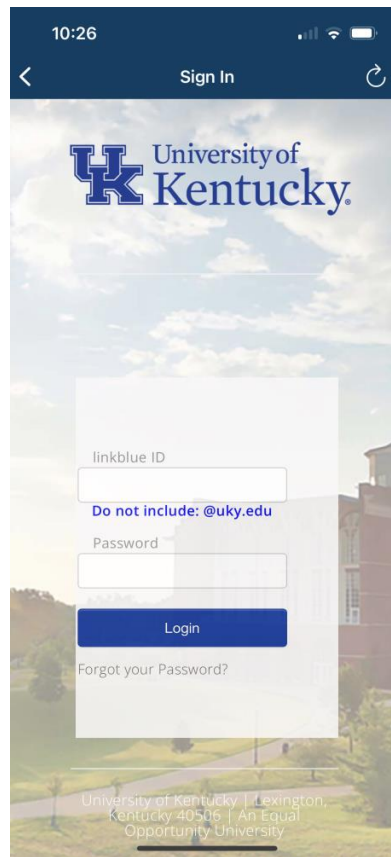 10:26
Sign In
UK University of
Kentucky.
linkblue ID
Do not include: @uky.edu
Password
Login
Forgot your Password?
University of Kentucky | Lexington,
Kentucky 40506 | An Equal
Opportunity University